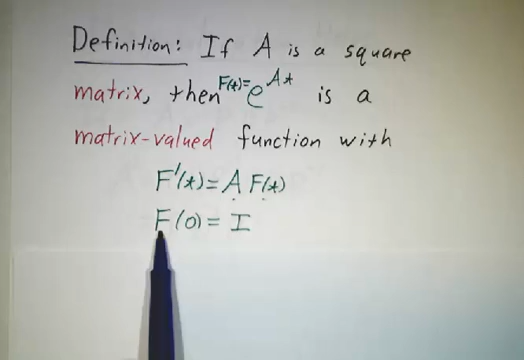 Definition: If A is a square
matrix, then F(t)= e^{At} is a
matrix-valued function with
F'(t)= A F(t)
F(0)= I